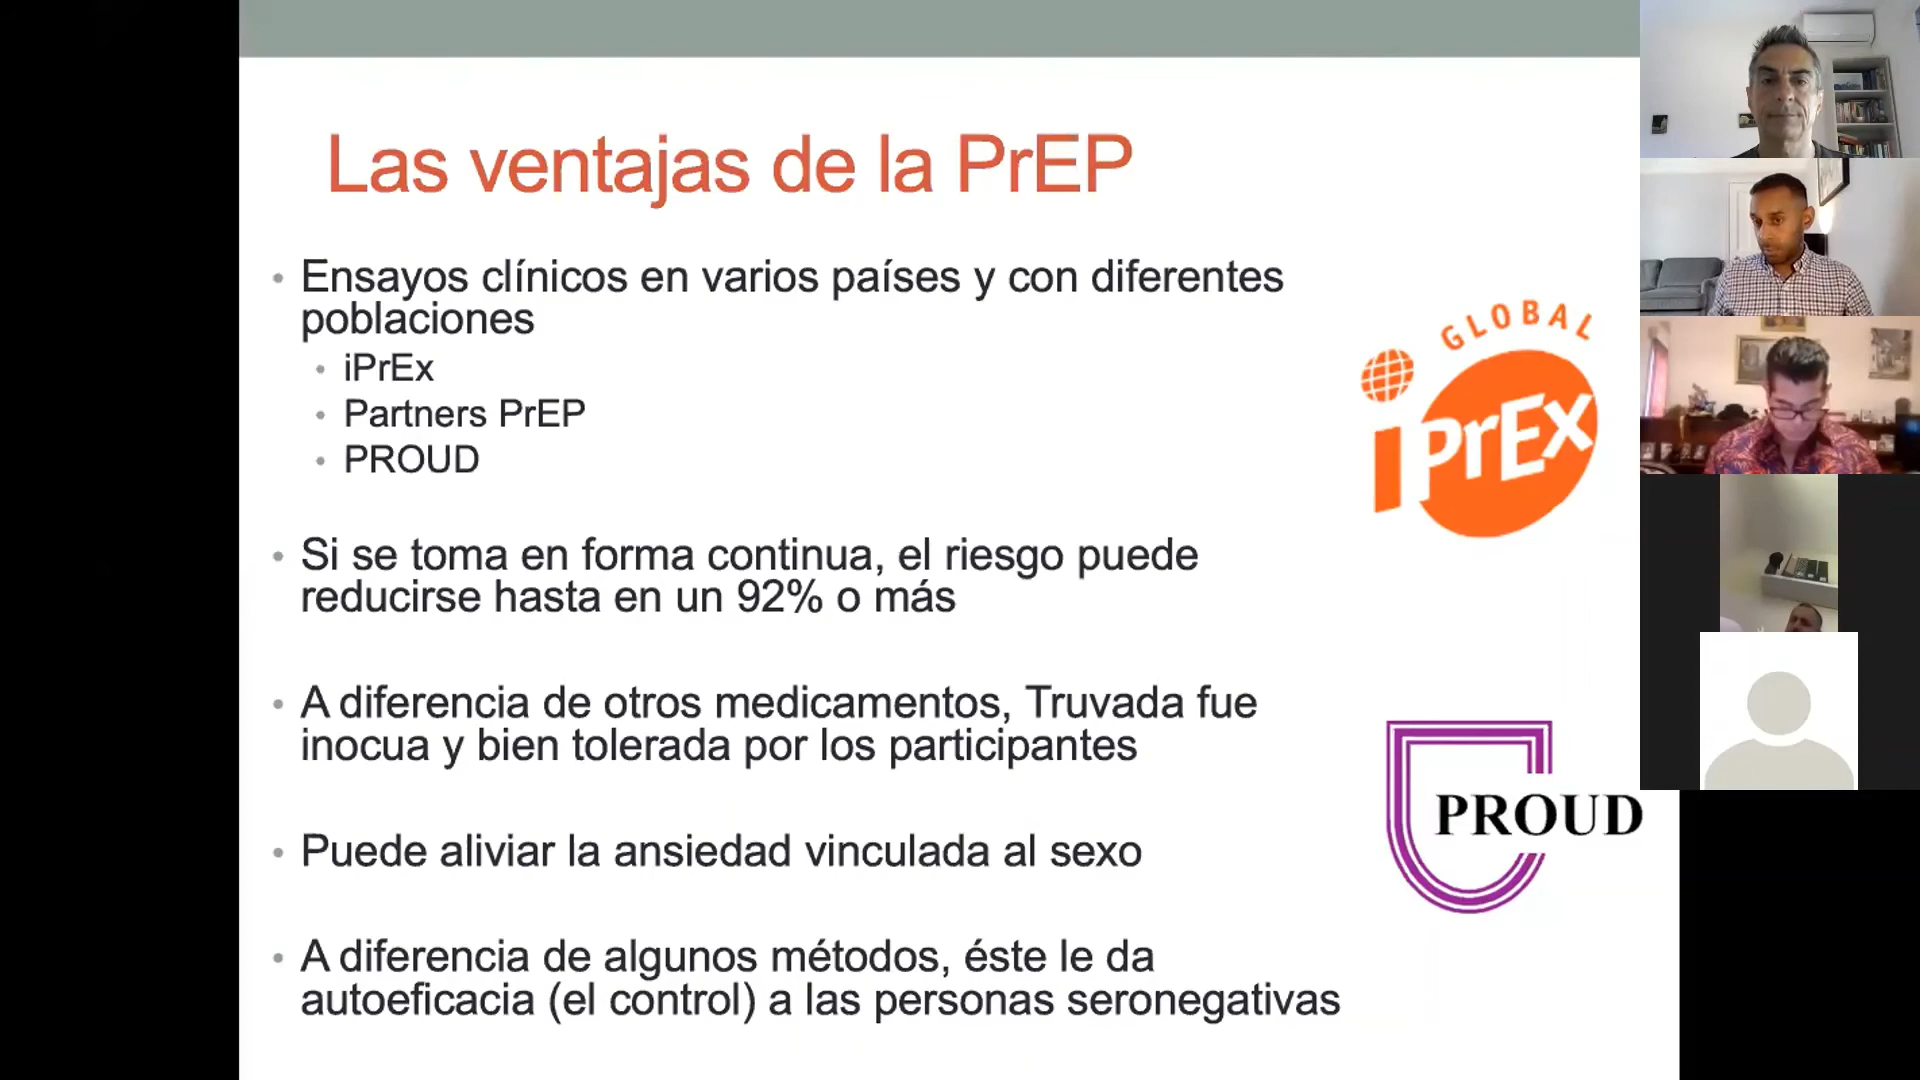 Las ventajas de la PrEP
• Ensayos clínicos en varios países y con diferentes
poblaciones
• iPrEx
• Partners PrEP
• PROUD
• Si se toma en forma continua, el riesgo puede
reducirse hasta en un 92% o más
• A diferencia de otros medicamentos, Truvada fue
inocua y bien tolerada por los participantes
• Puede aliviar la ansiedad vinculada al sexo
• A diferencia de algunos métodos, éste le da
autoeficacia (el control) a las personas seronegativas
GLOBAL
iPrEx
PROUD